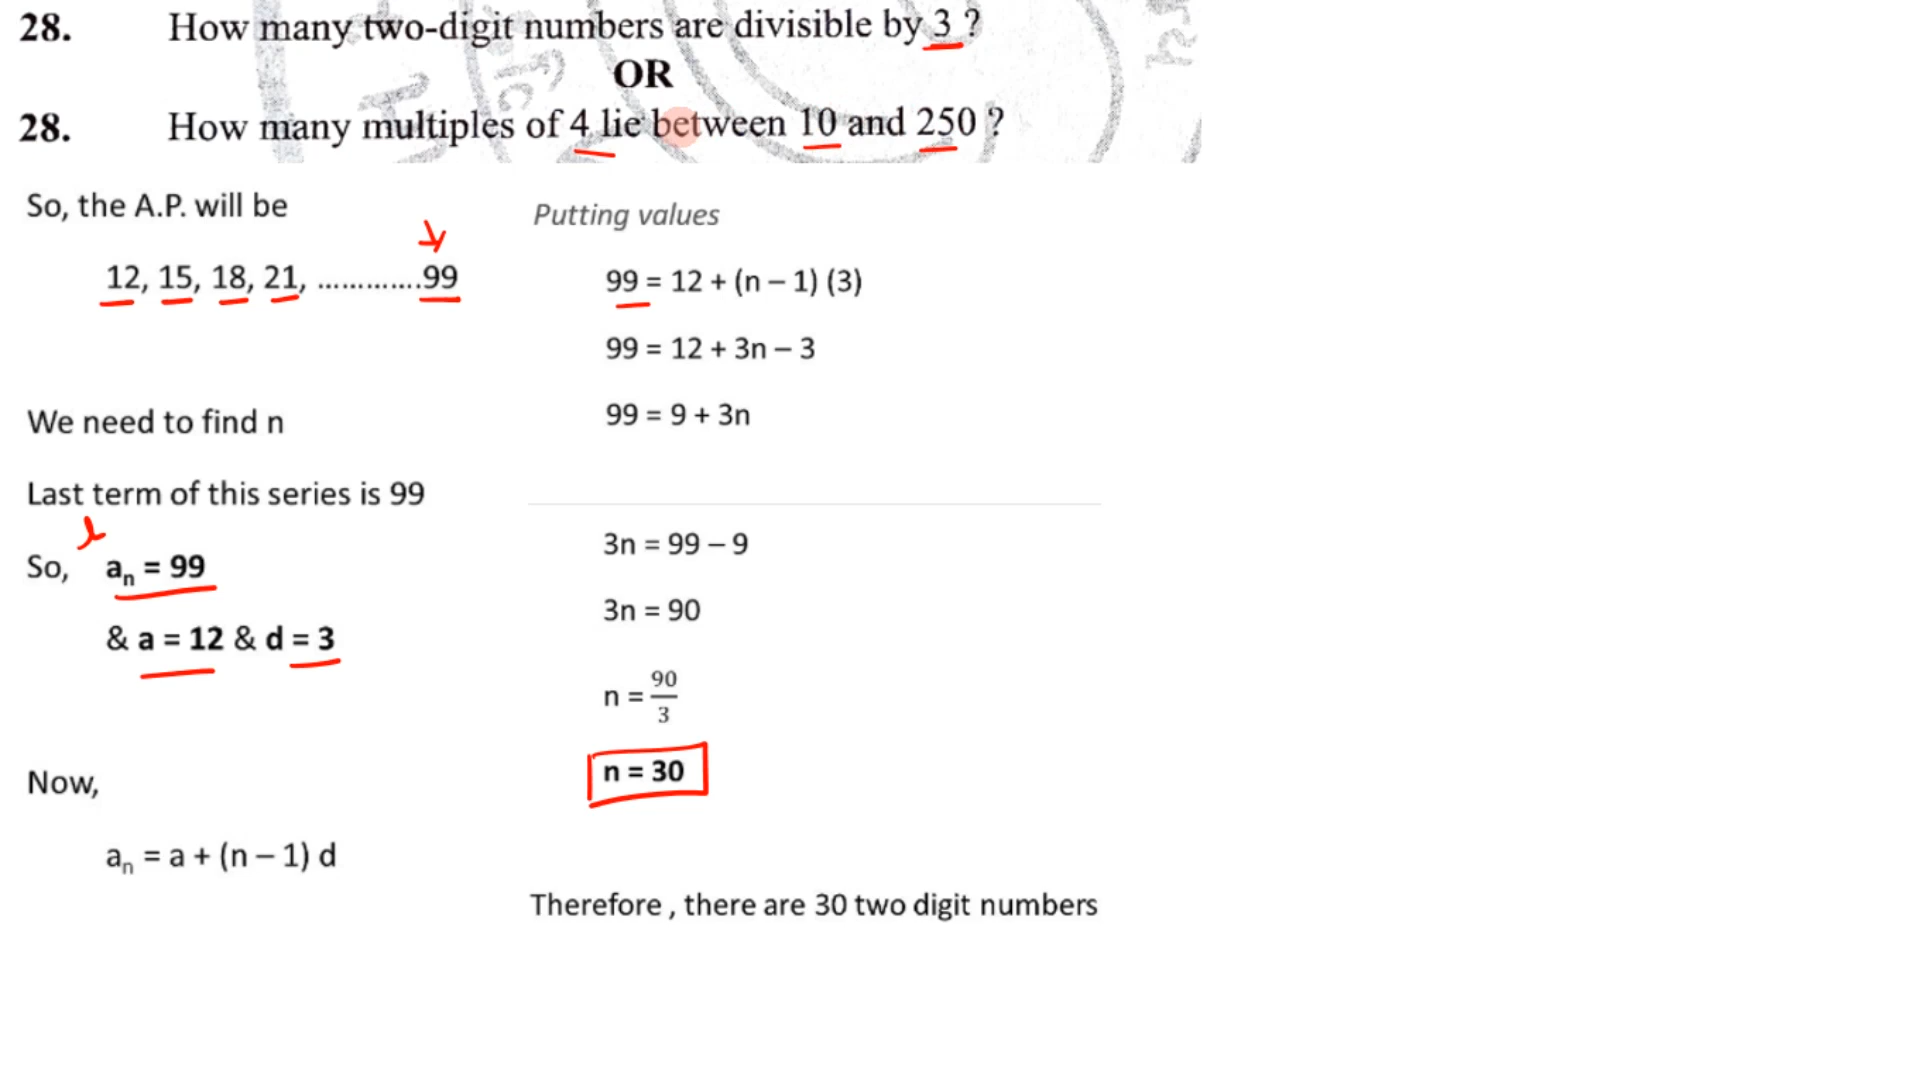 28. How many two-digit numbers are divisible by 3 ?
OR
28. How many multiples of 4 lie between 10 and 250 ?
So, the A.P. will be
12, 15, 18, 21, .............99
We need to find n
Last term of this series is 99
So, aₙ = 99
& a = 12 & d = 3
Now,
aₙ = a + (n – 1) d
Putting values
99 = 12 + (n – 1) (3)
99 = 12 + 3n – 3
99 = 9 + 3n
3n = 99 – 9
3n = 90
n = 90/3
n = 30
Therefore , there are 30 two digit numbers